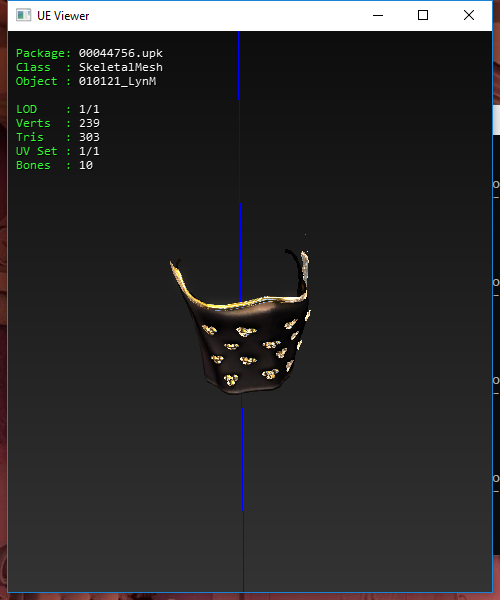 UE Viewer
Package: 00044756.upk
Class  : SkeletalMesh
Object : 010121_LynM
LOD    : 1/1
Verts  : 239
Tris   : 303
UV Set : 1/1
Bones  : 10